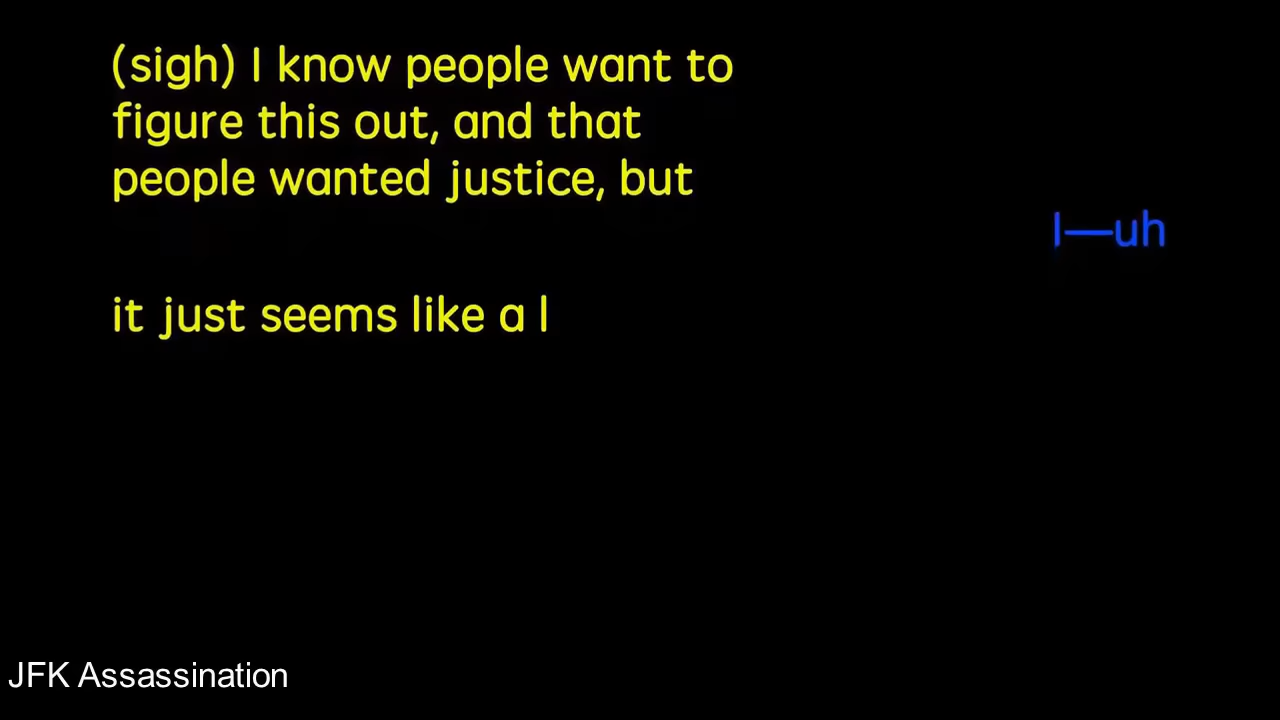 (sigh) I know people want to
figure this out, and that
people wanted justice, but
I—uh
it just seems like a l
JFK Assassination